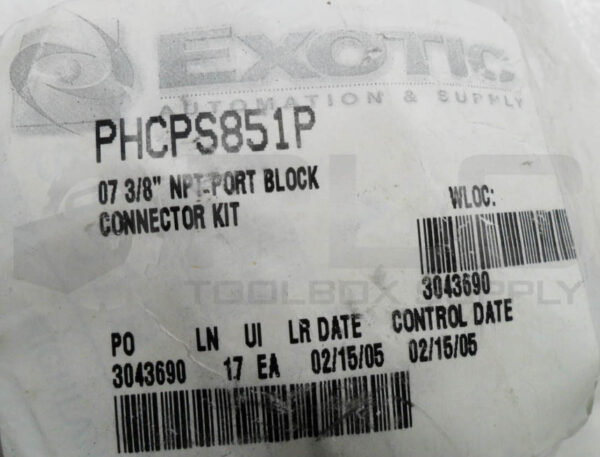 EXOTIC
AUTOMATION & SUPPLY
PHCPS851P
07 3/8" NPT-PORT BLOCK
CONNECTOR KIT
WLOC:
3043690
TOOLBOX SUPPLY
PO LN UI LR DATE CONTROL DATE
3043690 17 EA 02/15/05 02/15/05